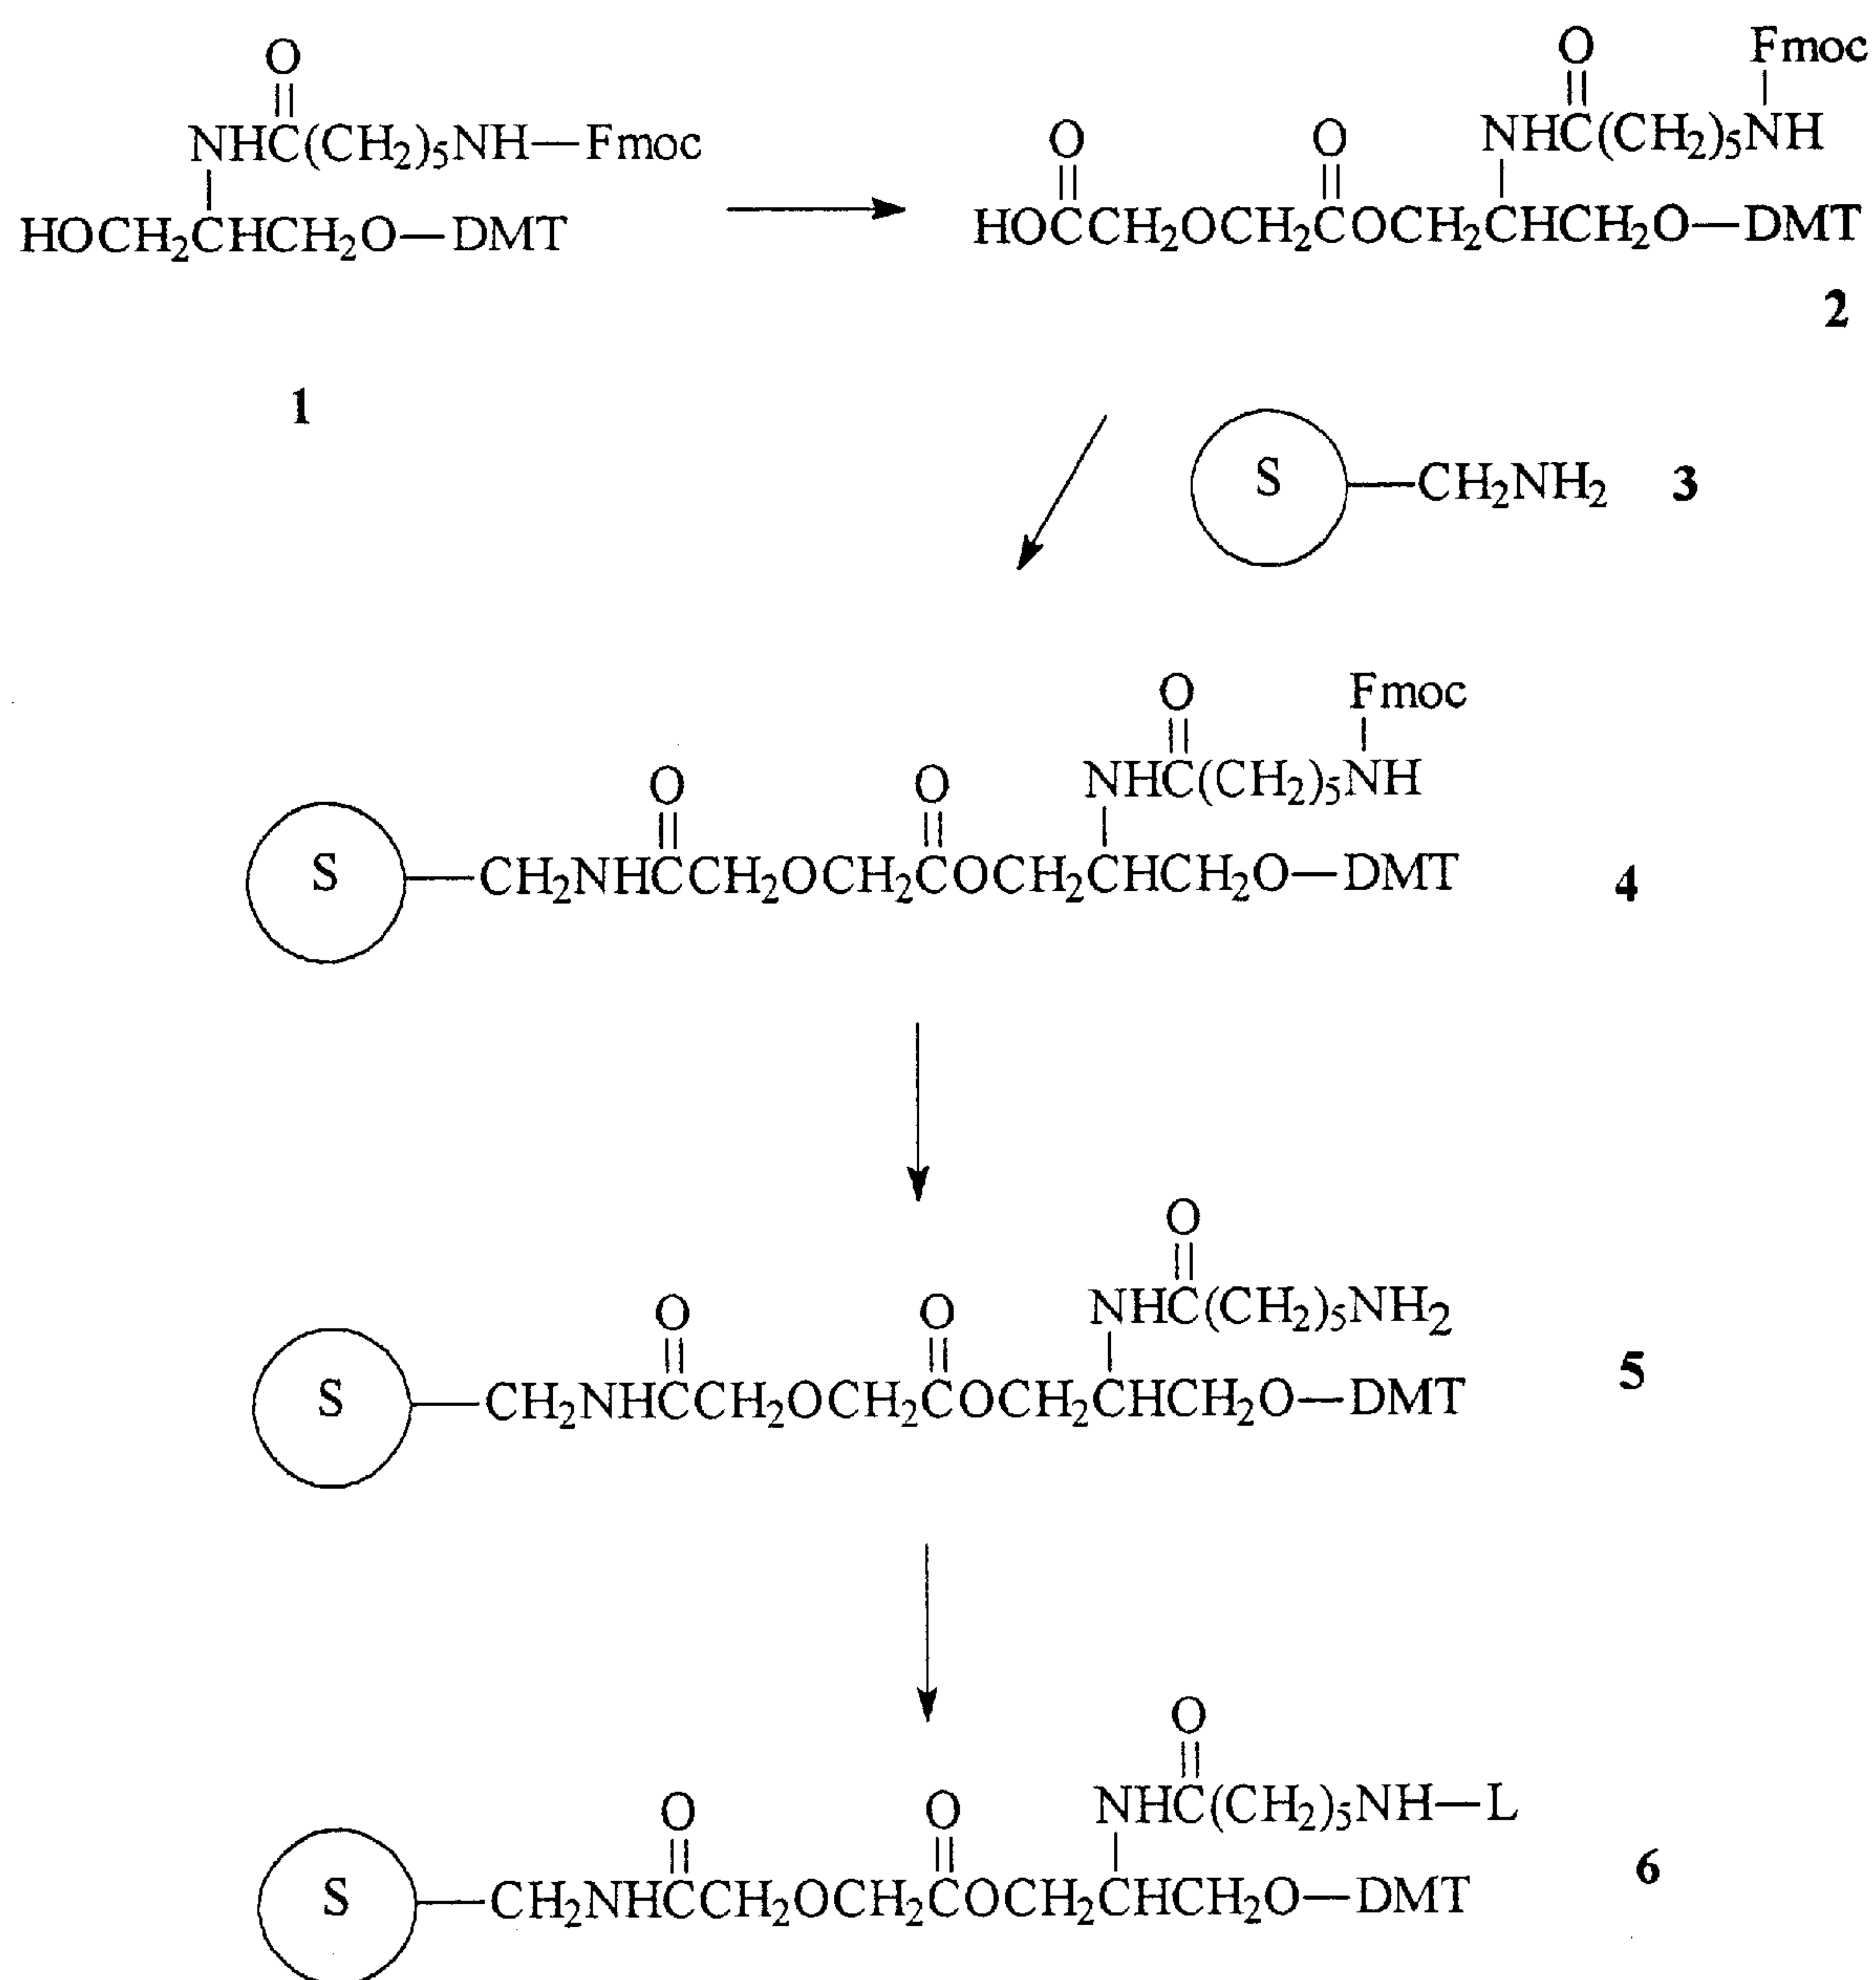 O
NHC(CH₂)₅NH—Fmoc
HOCH₂CHCH₂O—DMT
1
O Fmoc
O O NHC(CH₂)₅NH
HOCCH₂OCH₂COCH₂CHCH₂O—DMT
2
S —CH₂NH₂ 3
O Fmoc
O O NHC(CH₂)₅NH
S —CH₂NHCCH₂OCH₂COCH₂CHCH₂O—DMT 4
O
O O NHC(CH₂)₅NH₂
S —CH₂NHCCH₂OCH₂COCH₂CHCH₂O—DMT 5
O
O O NHC(CH₂)₅NH—L
S —CH₂NHCCH₂OCH₂COCH₂CHCH₂O—DMT 6